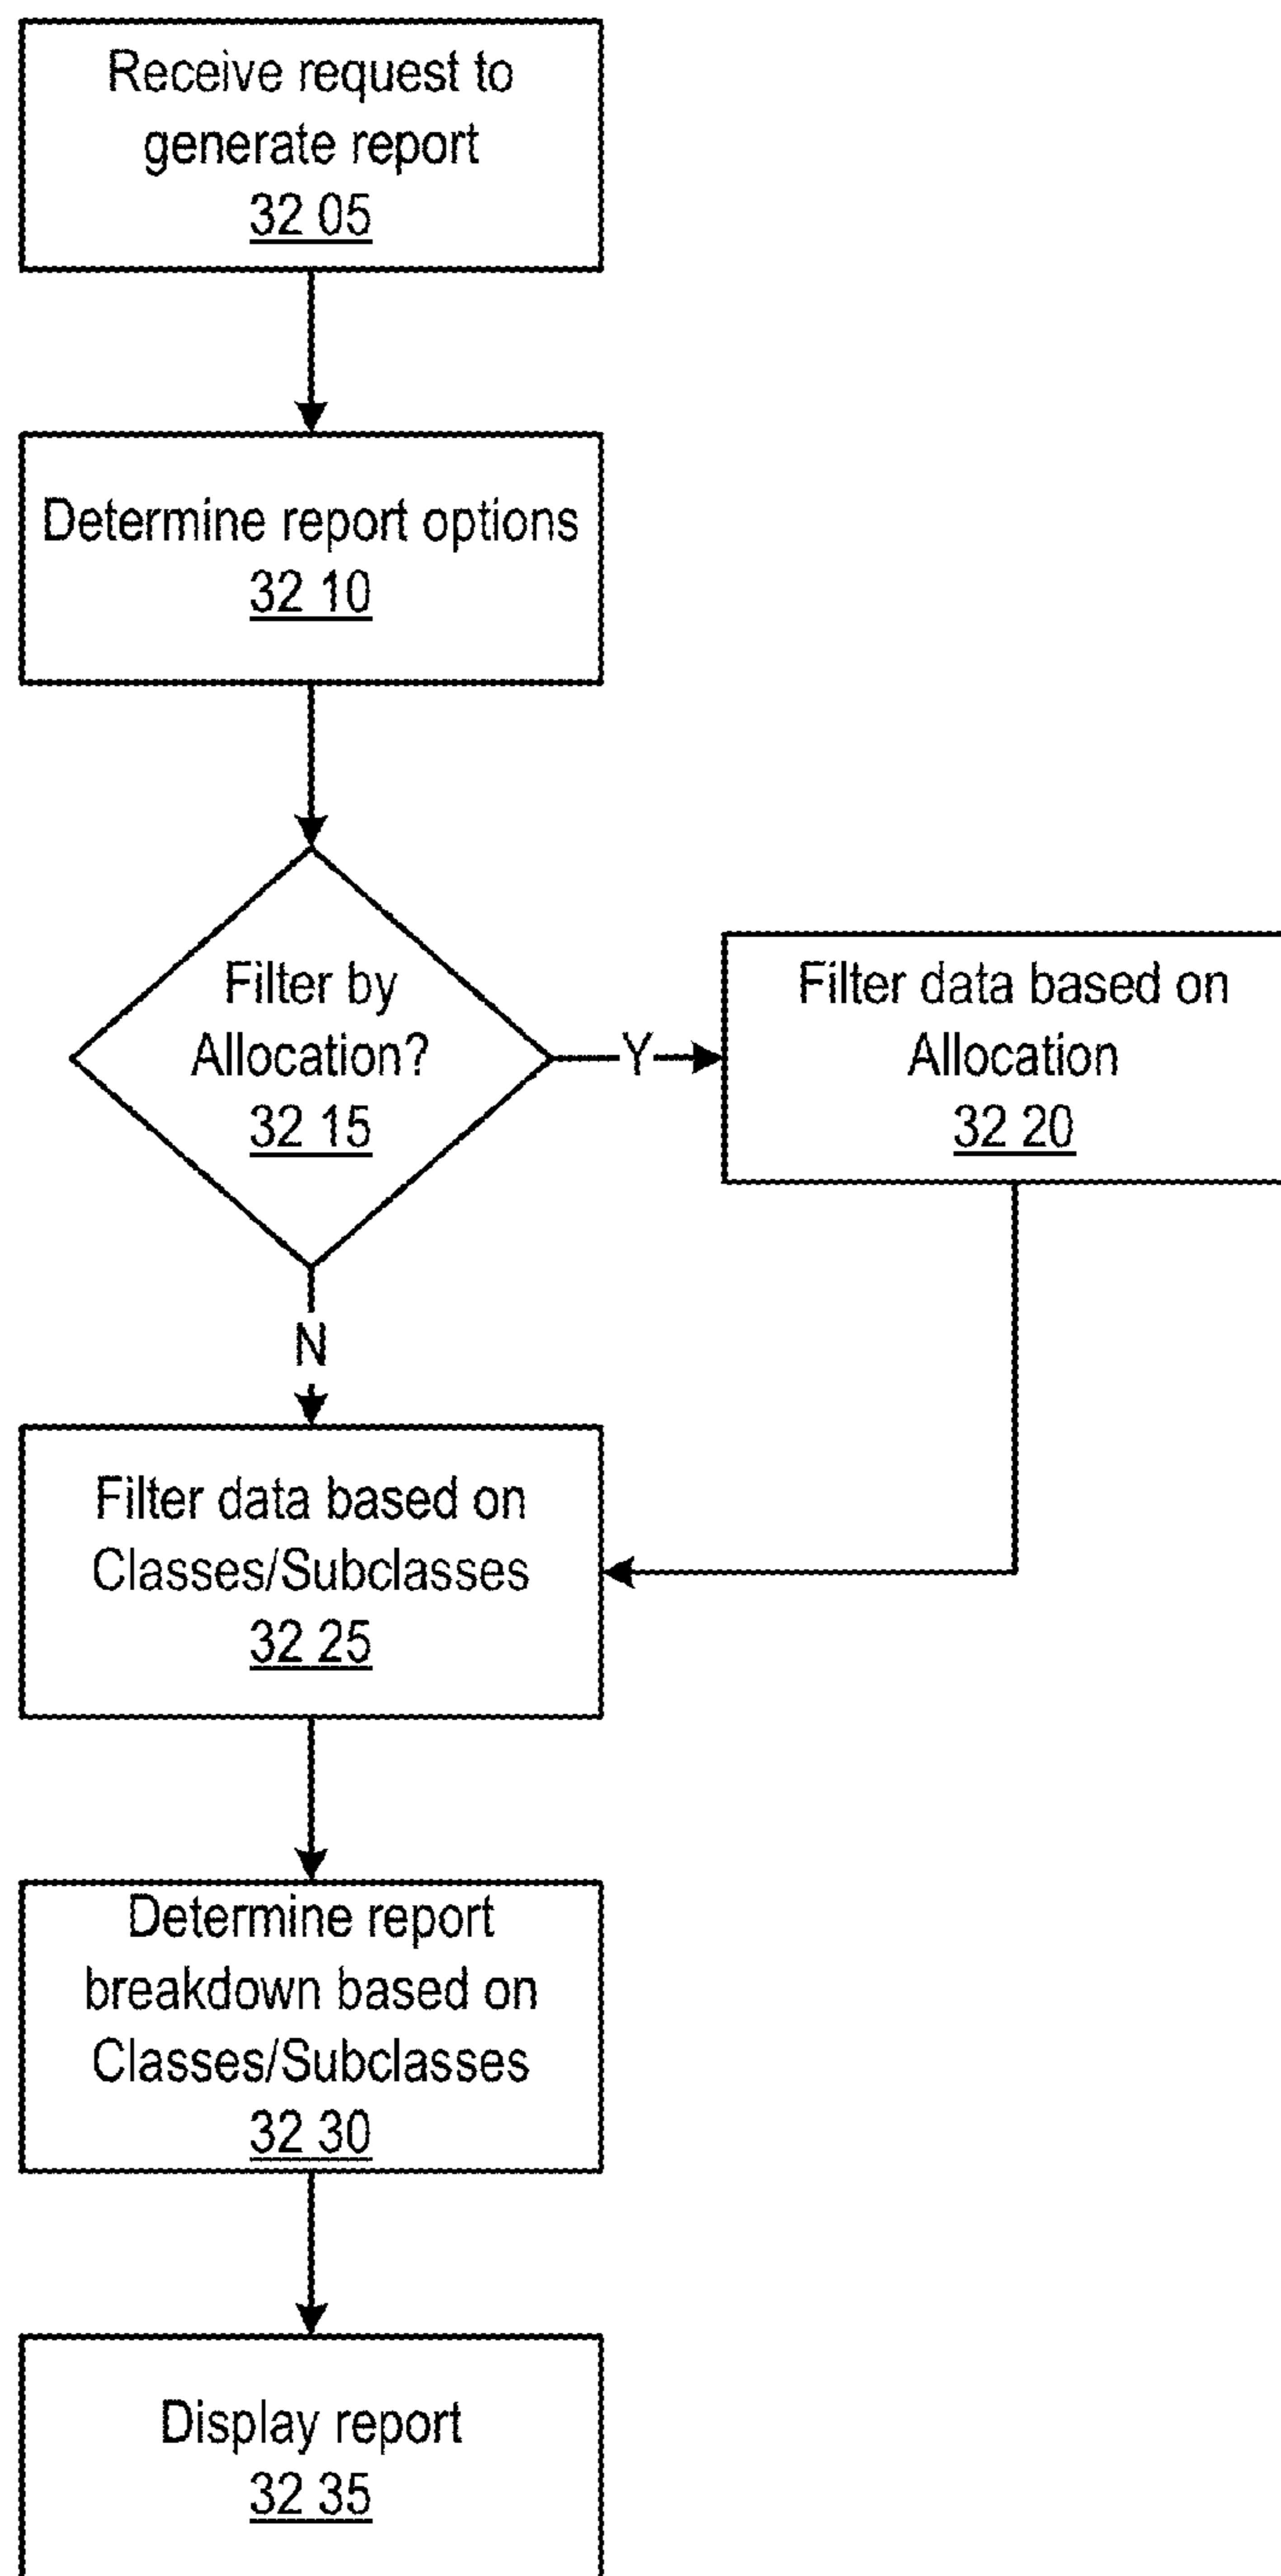 Receive request to
generate report
32 05
Determine report options
32 10
Filter by
Allocation?
32 15
Y
Filter data based on
Allocation
32 20
N
Filter data based on
Classes/Subclasses
32 25
Determine report
breakdown based on
Classes/Subclasses
32 30
Display report
32 35